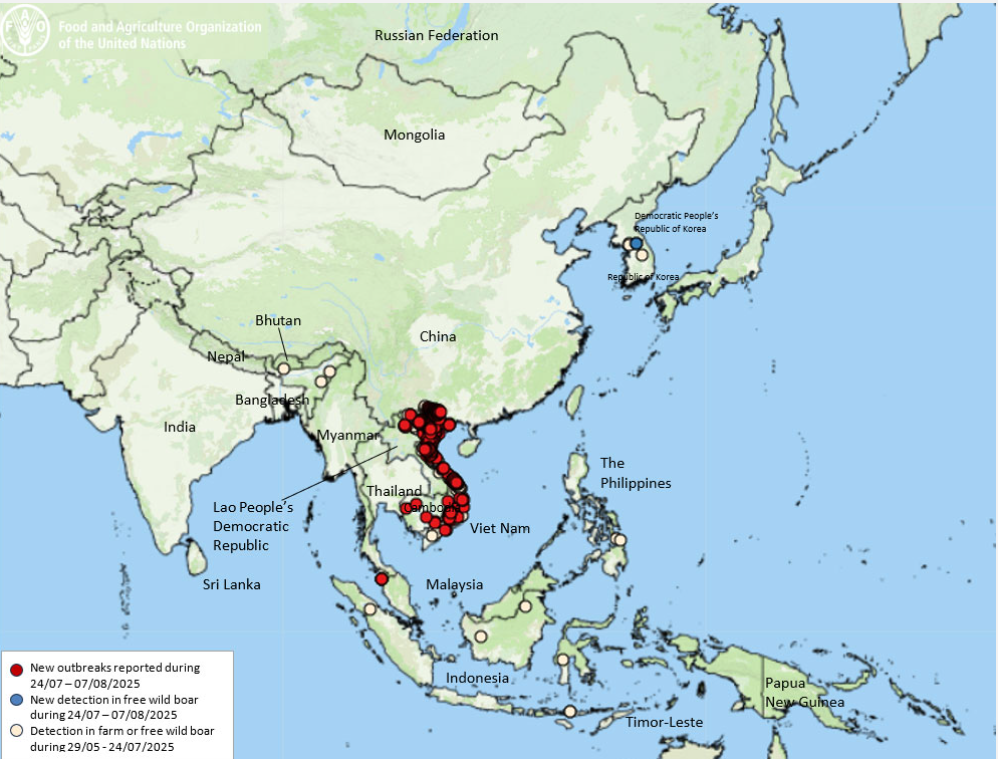 FAO
Food and Agriculture Organization
of the United Nations
Russian Federation
Mongolia
Democratic People's
Republic of Korea
Republic of Korea
Bhutan
China
Nepal
Bangladesh
India
Myanmar
The
Philippines
Thailand
Cambodia
Lao People's
Democratic
Republic
Viet Nam
Sri Lanka
Malaysia
Indonesia
Papua
New Guinea
Timor-Leste
New outbreaks reported during
24/07 – 07/08/2025
New detection in free wild boar
during 24/07 – 07/08/2025
Detection in farm or free wild boar
during 29/05 - 24/07/2025